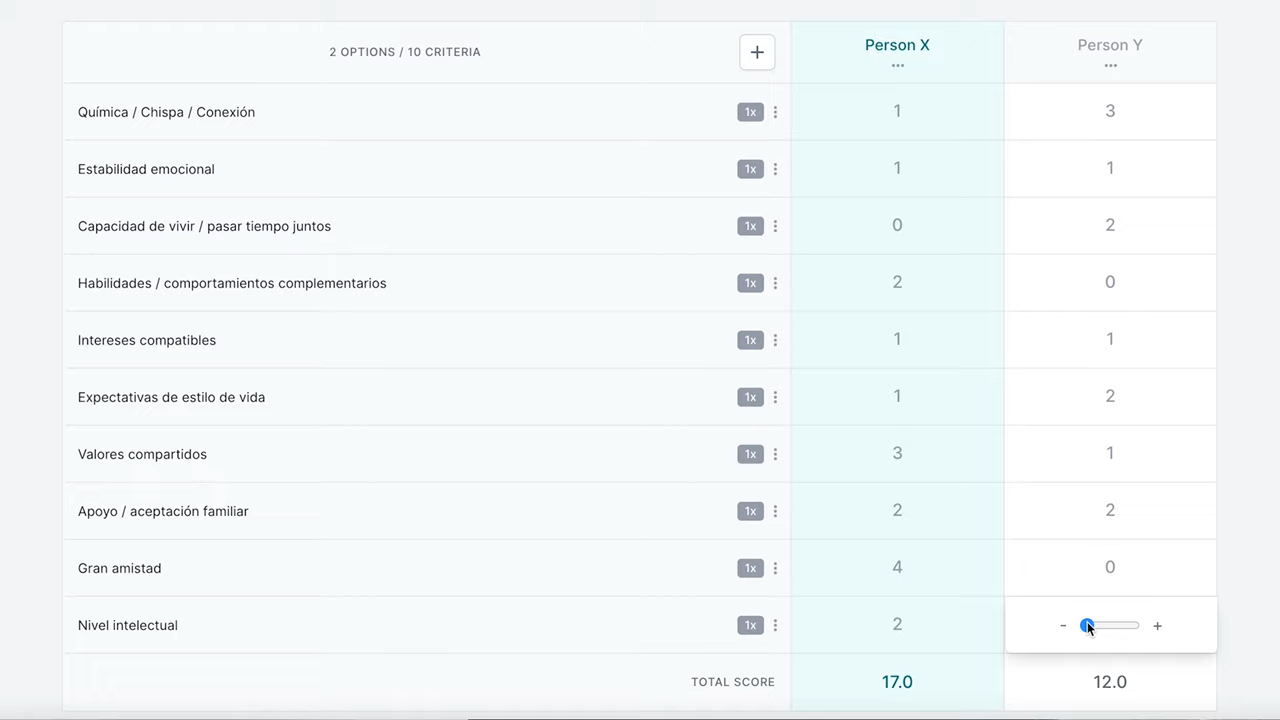 2 OPTIONS / 10 CRITERIA + Person X Person Y
Química / Chispa / Conexión 1x 1 3
Estabilidad emocional 1x 1 1
Capacidad de vivir / pasar tiempo juntos 1x 0 2
Habilidades / comportamientos complementarios 1x 2 0
Intereses compatibles 1x 1 1
Expectativas de estilo de vida 1x 1 2
Valores compartidos 1x 3 1
Apoyo / aceptación familiar 1x 2 2
Gran amistad 1x 4 0
Nivel intelectual 1x 2 - +
TOTAL SCORE 17.0 12.0